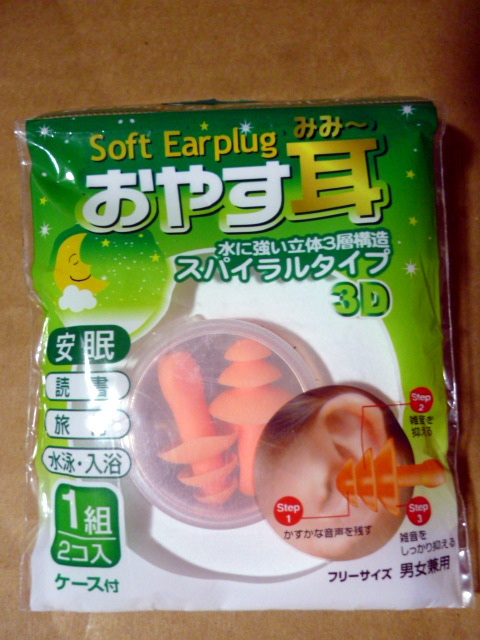 Soft Earplug
みみ～
おやす耳
水に強い立体3層構造
スパイラルタイプ
3D
安眠
読書
旅
水泳・入浴
1組
2コ入
ケース付
Step
2
雑音を
抑える
Step
1
かすかな音声を残す
Step
3
雑音を
しっかり抑える
フリーサイズ 男女兼用